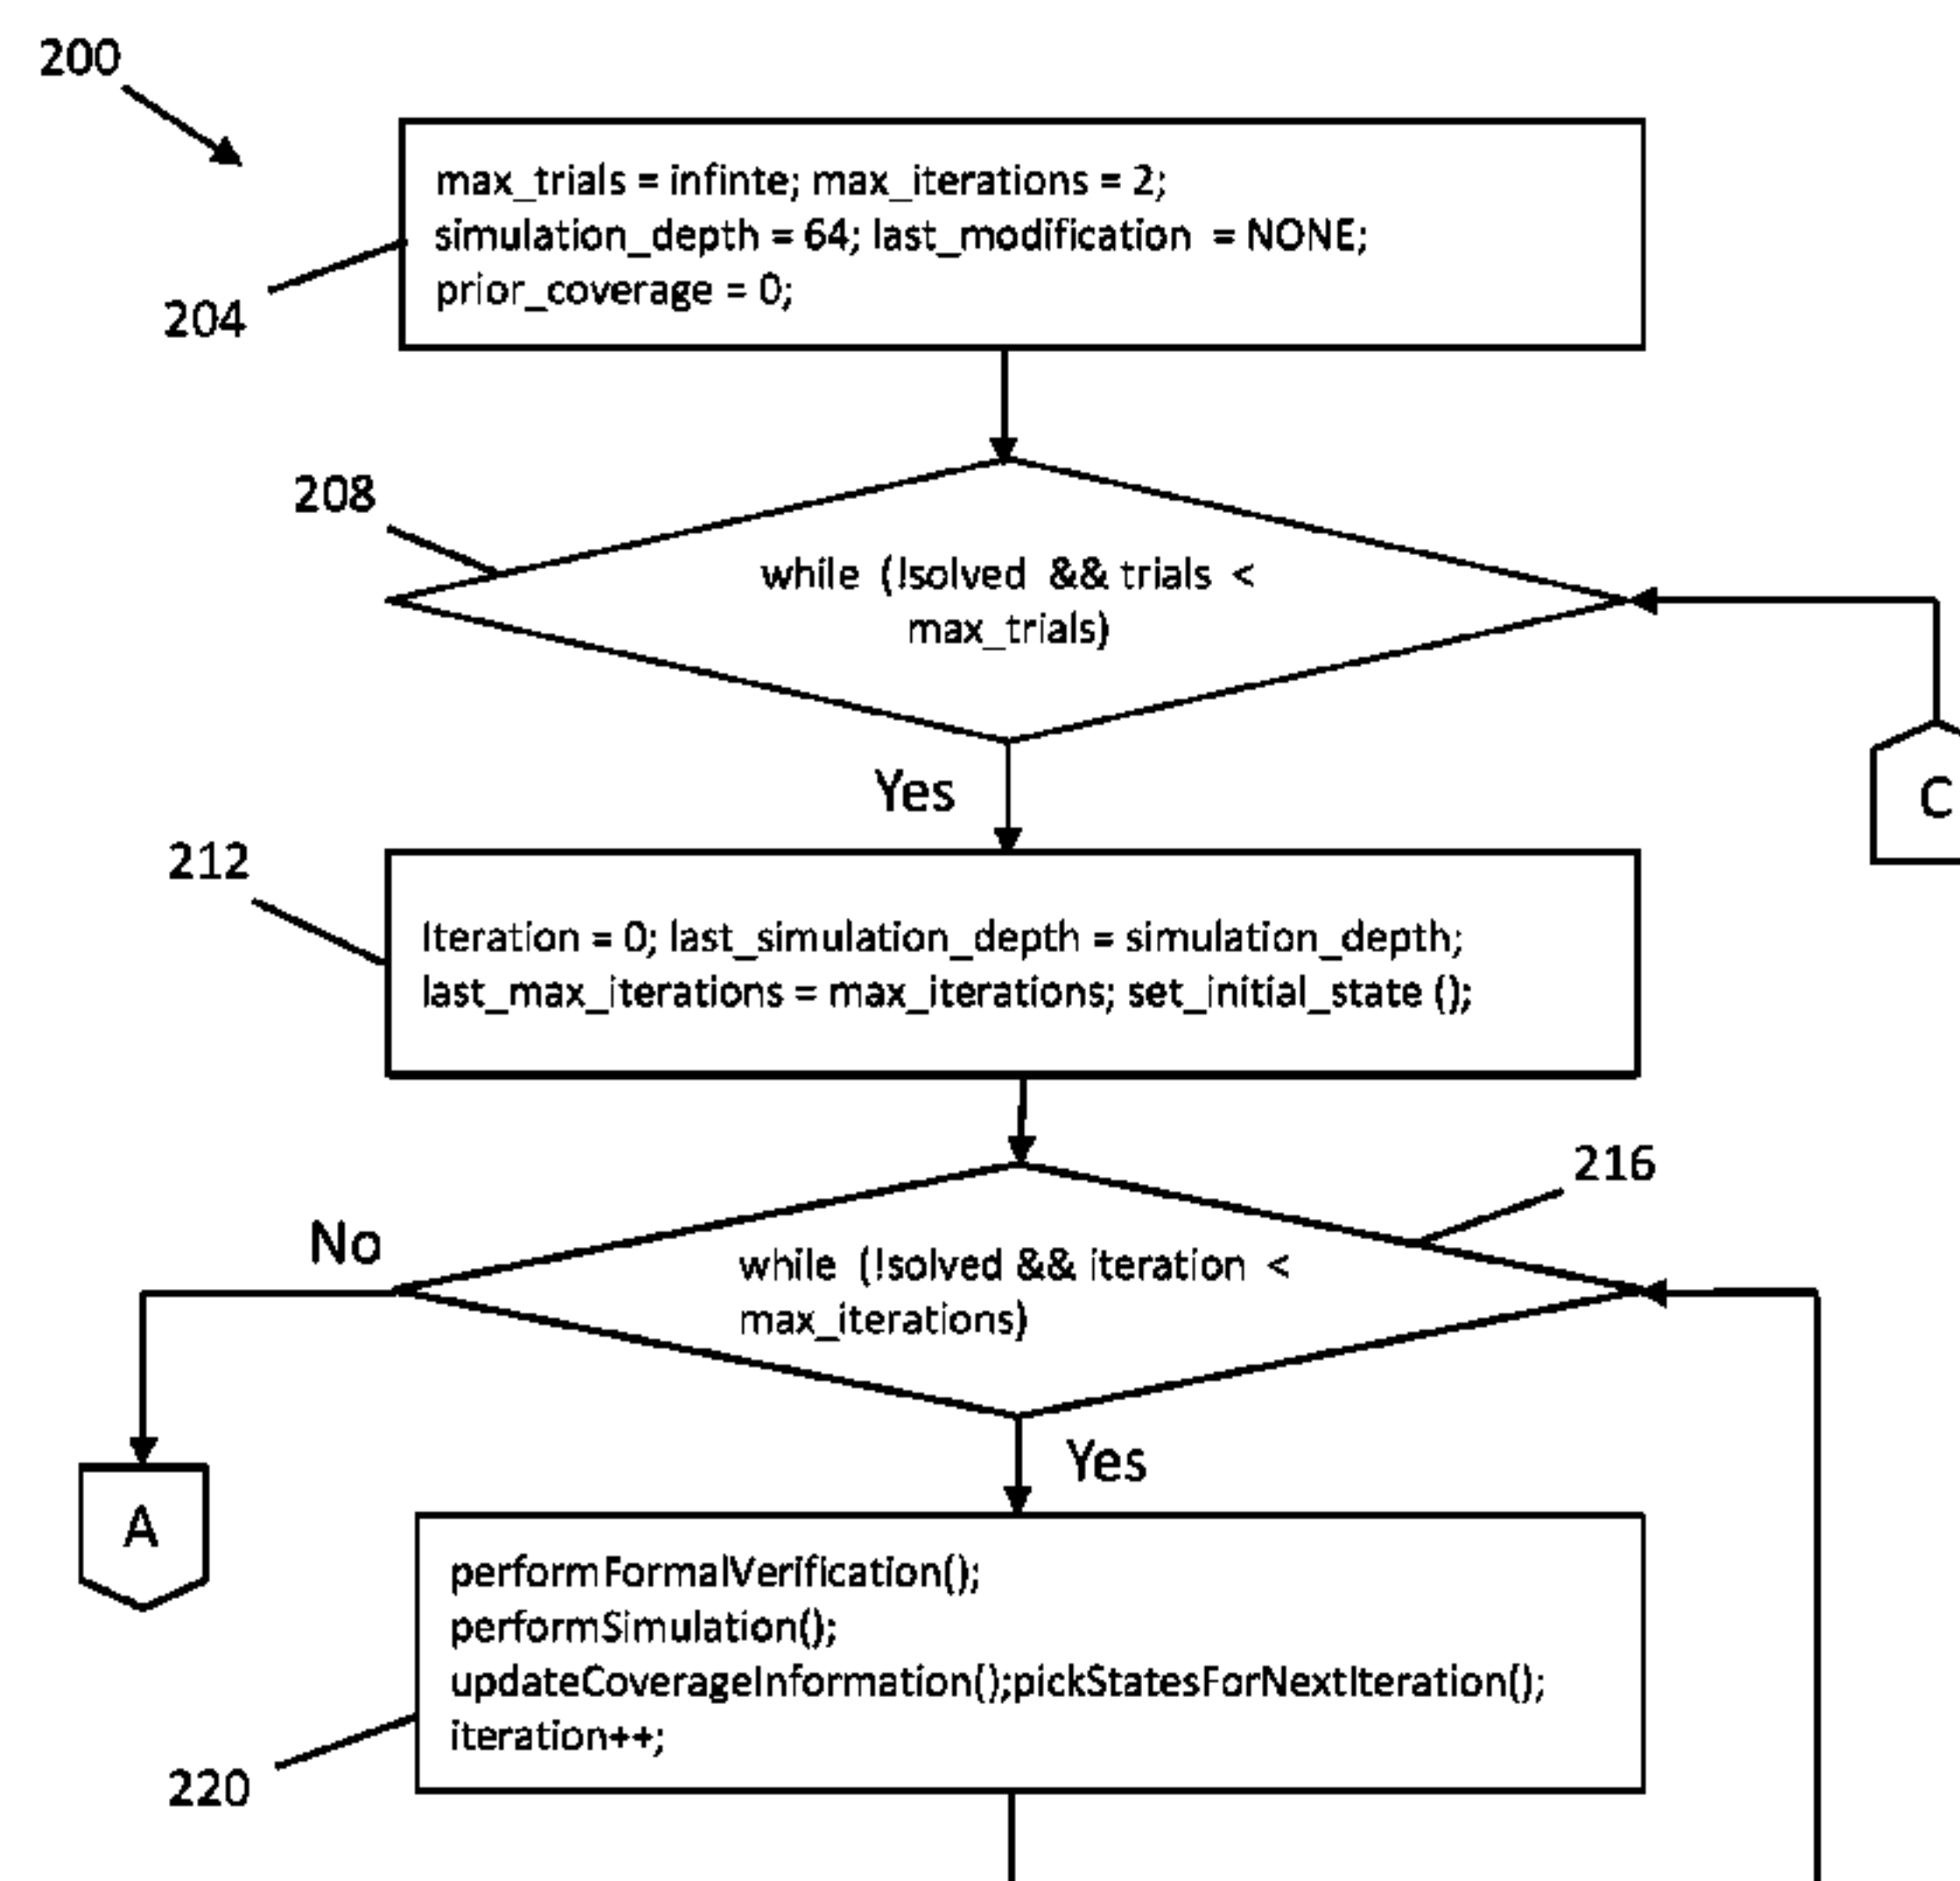 200
max_trials = infinte; max_iterations = 2;
simulation_depth = 64; last_modification = NONE;
prior_coverage = 0;
204
208
while (!solved && trials <
max_trials)
Yes
C
212
Iteration = 0; last_simulation_depth = simulation_depth;
last_max_iterations = max_iterations; set_initial_state ();
216
No
while (!solved && iteration <
max_iterations)
Yes
A
performFormalVerification();
performSimulation();
updateCoverageInformation();pickStatesForNextIteration();
iteration++;
220